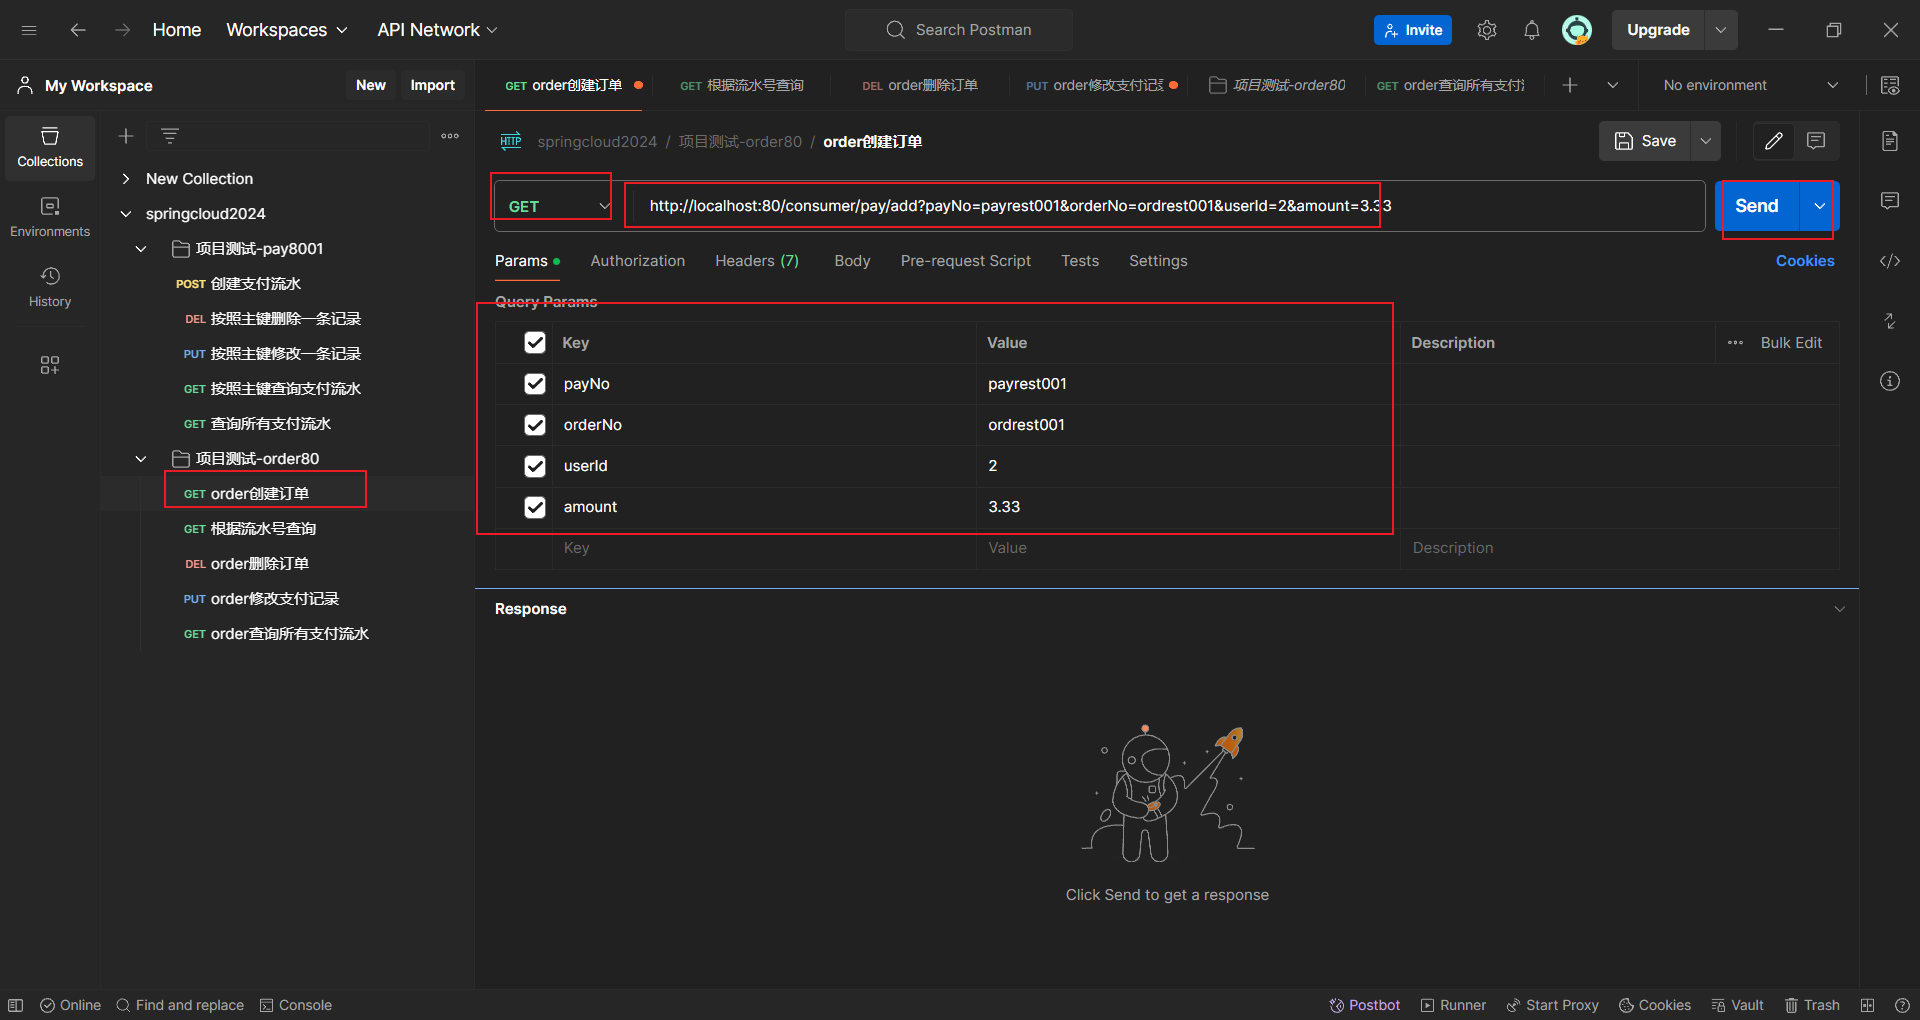 Home Workspaces API Network Search Postman Invite Upgrade
My Workspace New Import
GET order创建订单 GET 根据流水号查询 DEL order删除订单 PUT order修改支付记 项目测试-order80 GET order查询所有支付 No environment
Collections
Environments
History
New Collection
springcloud2024
项目测试-pay8001
POST 创建支付流水
DEL 按照主键删除一条记录
PUT 按照主键修改一条记录
GET 按照主键查询支付流水
GET 查询所有支付流水
项目测试-order80
GET order创建订单
GET 根据流水号查询
DEL order删除订单
PUT order修改支付记录
GET order查询所有支付流水
HTTP springcloud2024 / 项目测试-order80 / order创建订单 Save
GET http://localhost:80/consumer/pay/add?payNo=payrest001&orderNo=ordrest001&userId=2&amount=3.33 Send
Params Authorization Headers (7) Body Pre-request Script Tests Settings Cookies
Query Params
Key Value Description Bulk Edit
payNo payrest001
orderNo ordrest001
userId 2
amount 3.33
Key Value Description
Response
Click Send to get a response
Online Find and replace Console Postbot Runner Start Proxy Cookies Vault Trash